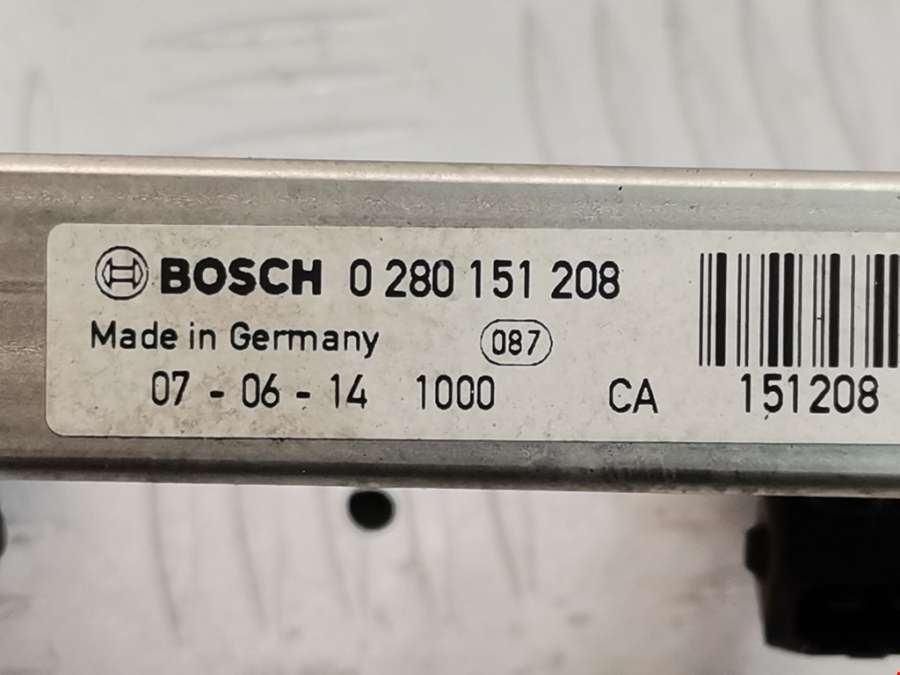 BOSCH 0 280 151 208
Made in Germany 087
07 - 06 - 14 1000 CA 151208